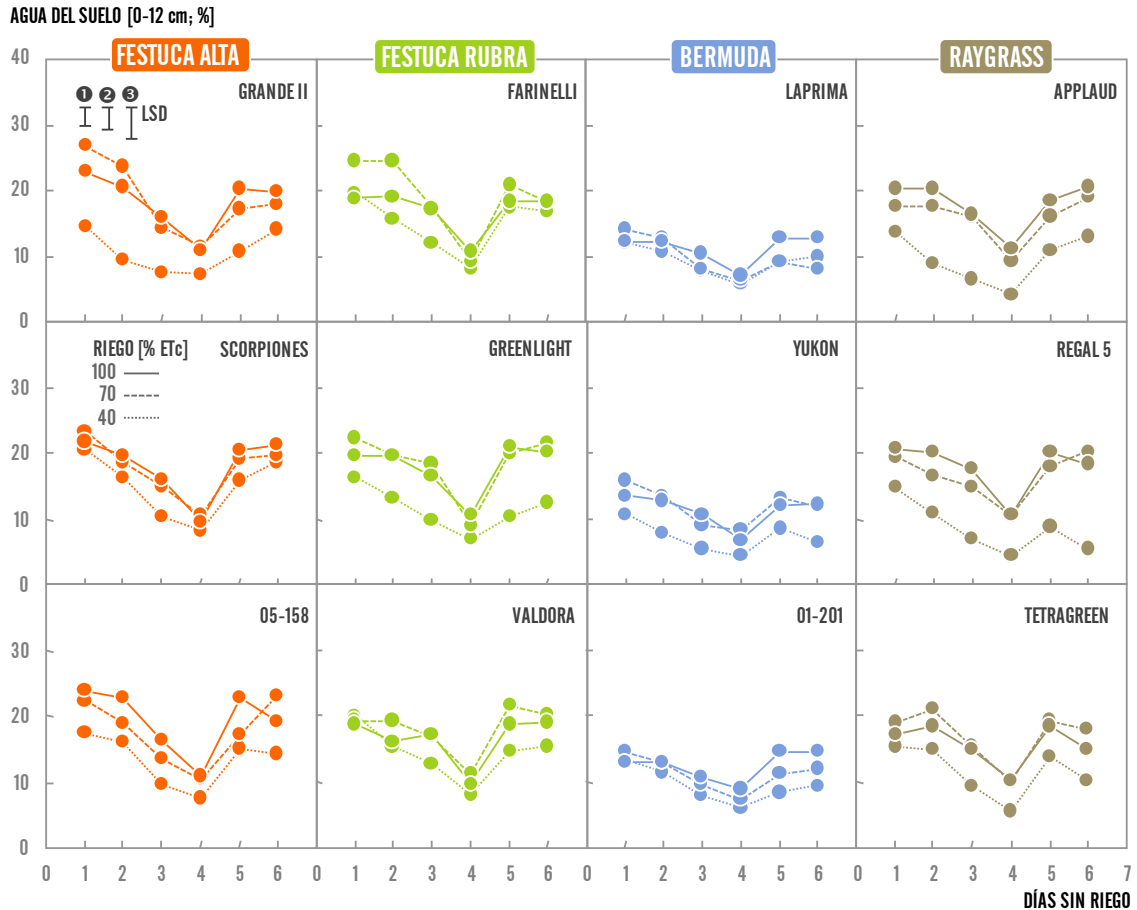 AGUA DEL SUELO [0-12 cm; %]
FESTUCA ALTA FESTUCA RUBRA BERMUDA RAYGRASS
40
GRANDE II FARINELLI LAPRIMA APPLAUD
1 2 3
LSD
30
20
10
0
RIEGO [% ETc] SCORPIONES GREENLIGHT YUKON REGAL 5
100
70
40
30
20
10
0
05-158 VALDORA 01-201 TETRAGREEN
30
20
10
0
0 1 2 3 4 5 6 0 1 2 3 4 5 6 0 1 2 3 4 5 6 0 1 2 3 4 5 6 7
DÍAS SIN RIEGO